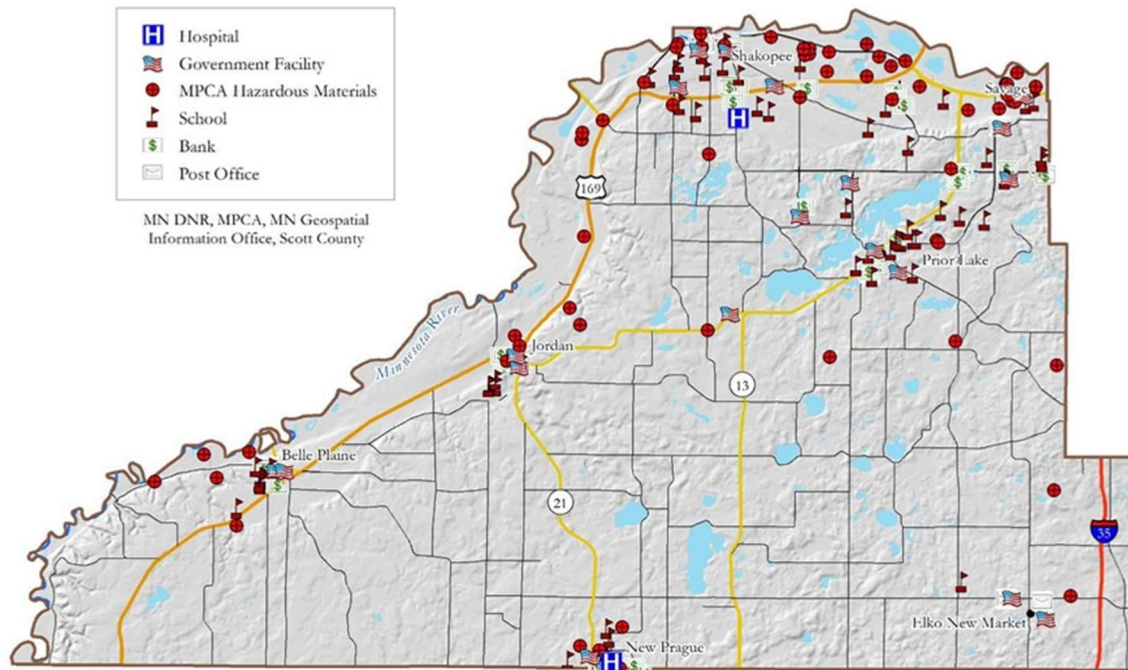 Hospital
Government Facility
MPCA Hazardous Materials
School
Bank
Post Office
MN DNR, MPCA, MN Geospatial
Information Office, Scott County
Shakopee
Savage
169
Prior Lake
Minnesota River
Jordan
13
Belle Plaine
21
35
Elko New Market
New Prague